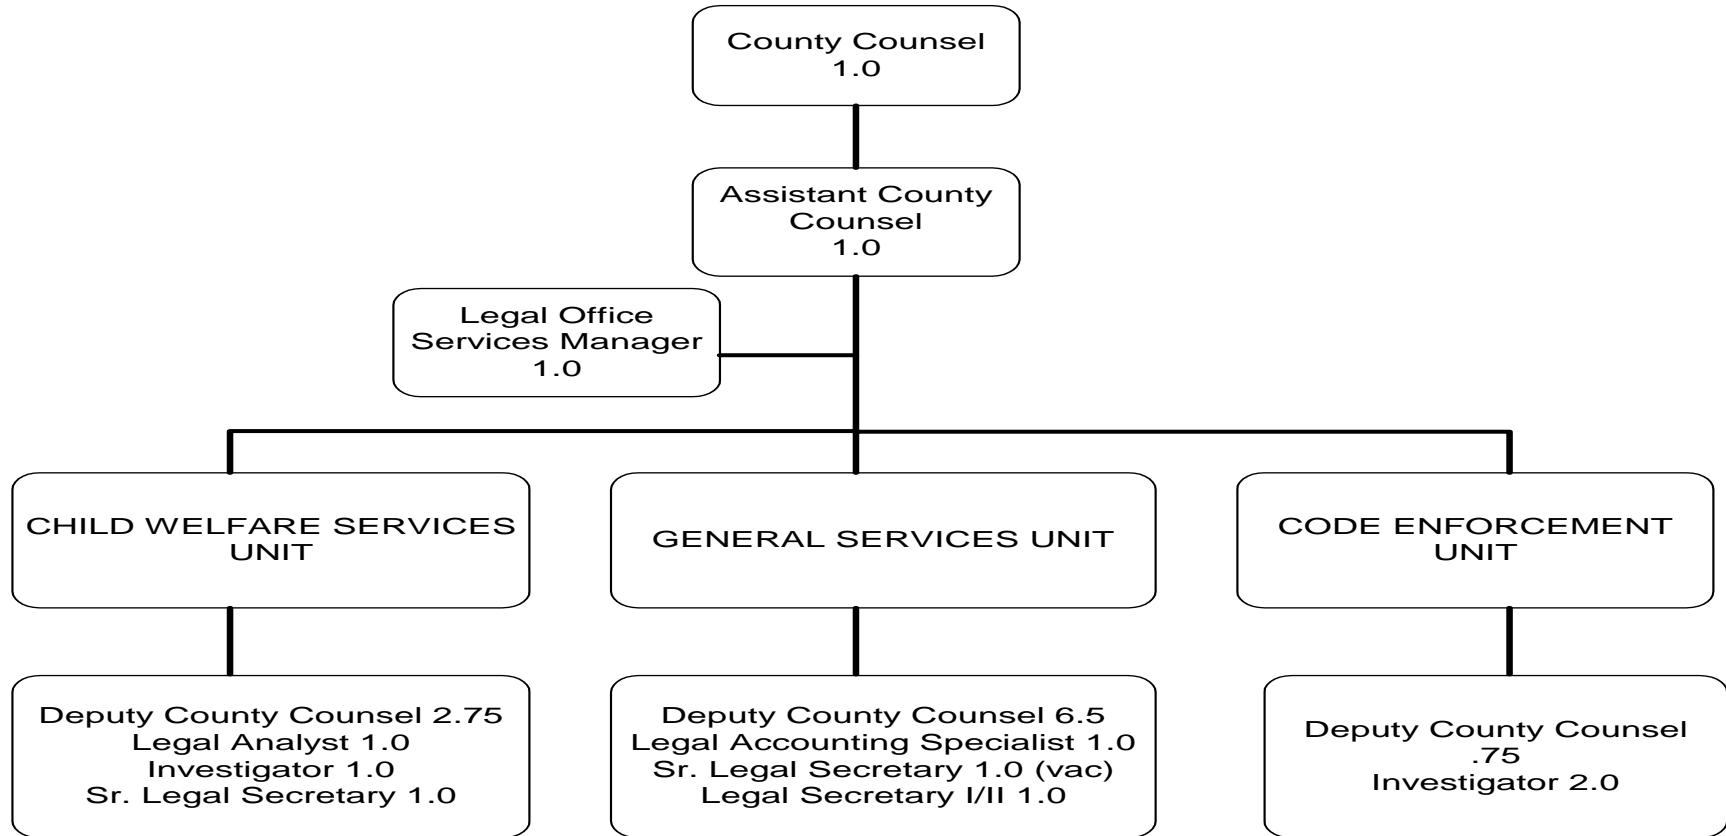 County Counsel
1.0
Assistant County
Counsel
1.0
Legal Office
Services Manager
1.0
CHILD WELFARE SERVICES
UNIT
GENERAL SERVICES UNIT
CODE ENFORCEMENT
UNIT
Deputy County Counsel 2.75
Legal Analyst 1.0
Investigator 1.0
Sr. Legal Secretary 1.0
Deputy County Counsel 6.5
Legal Accounting Specialist 1.0
Sr. Legal Secretary 1.0 (vac)
Legal Secretary I/II 1.0
Deputy County Counsel
.75
Investigator 2.0